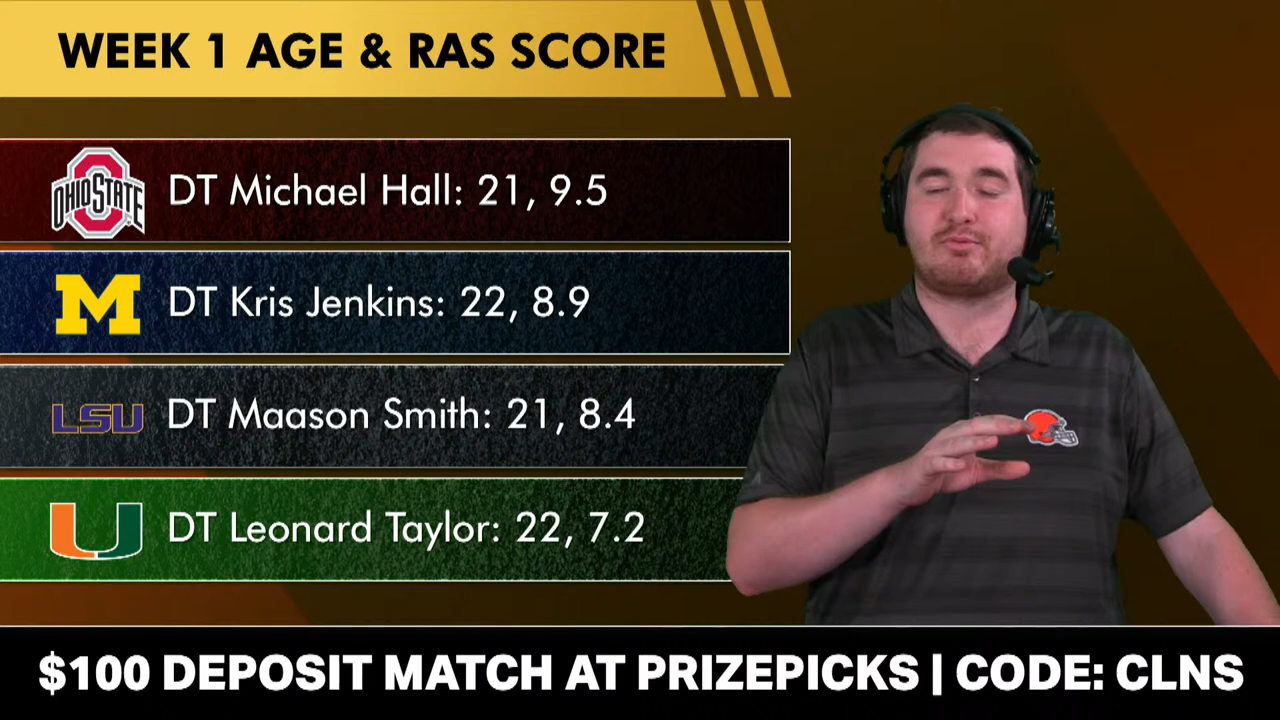 WEEK 1 AGE & RAS SCORE
OHIO STATE
DT Michael Hall: 21, 9.5
M
DT Kris Jenkins: 22, 8.9
LSU
DT Maason Smith: 21, 8.4
U
DT Leonard Taylor: 22, 7.2
$100 DEPOSIT MATCH AT PRIZEPICKS | CODE: CLNS